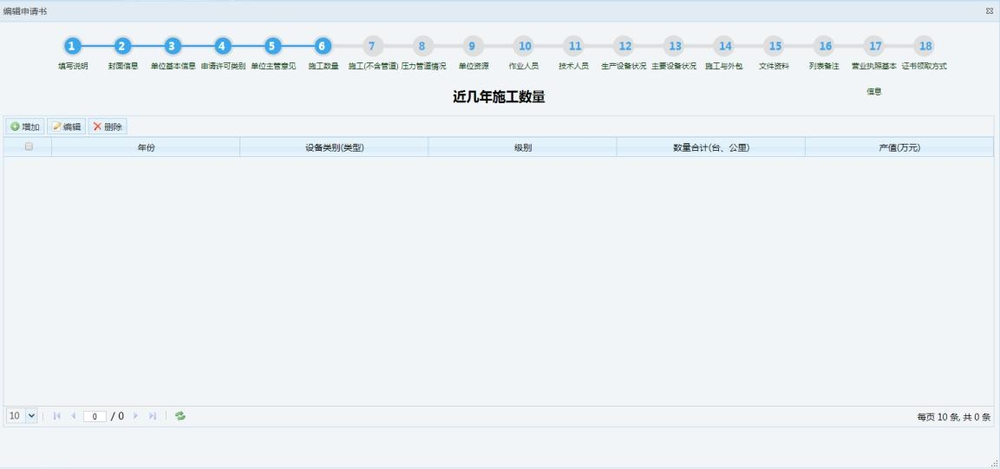 编辑申请书
1 2 3 4 5 6 7 8 9 10 11 12 13 14 15 16 17 18
填写说明 封面信息 单位基本信息 申请许可类别 单位主管意见 施工数量 施工(不含管道) 压力管道情况 单位资源 作业人员 技术人员 生产设备状况 主要设备状况 施工与外包 文件资料 列表备注 营业执照基本 证书领取方式
信息
近几年施工数量
增加 编辑 删除
年份 设备类别(类型) 级别 数量合计(台、公里) 产值(万元)
10 0 / 0 每页 10 条, 共 0 条